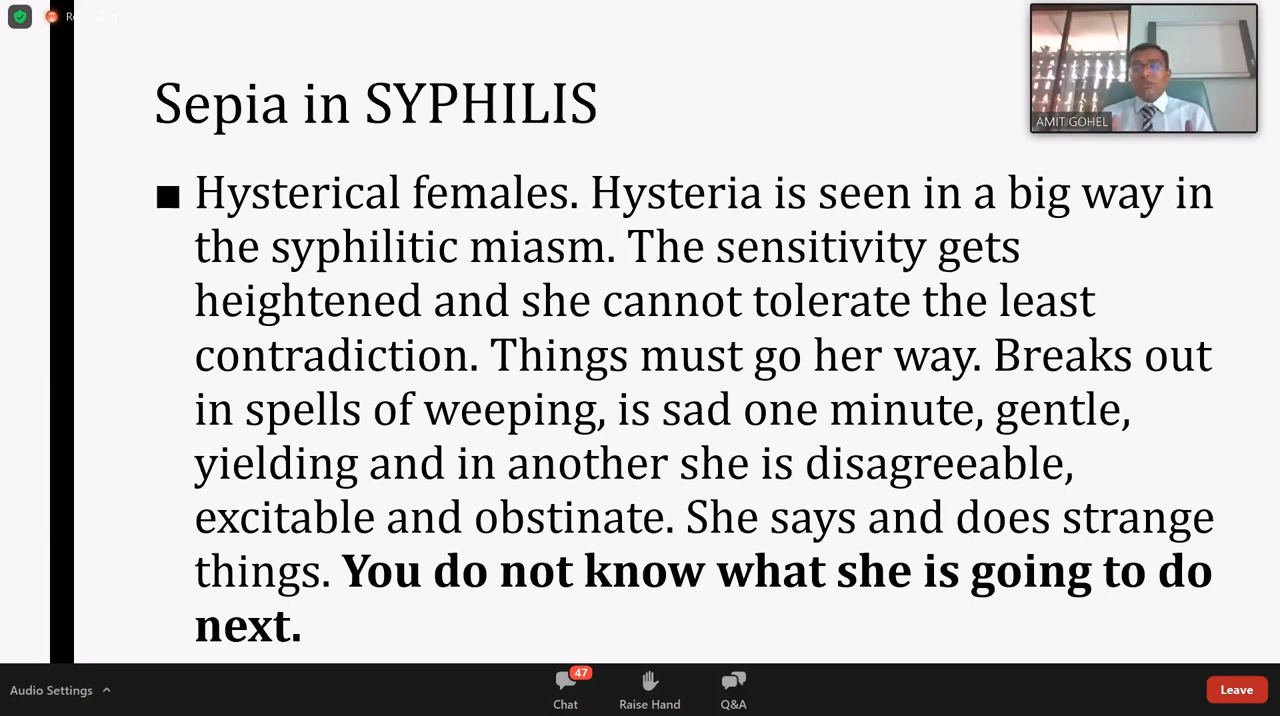 Sepia in SYPHILIS
AMIT GOHEL
■ Hysterical females. Hysteria is seen in a big way in
the syphilitic miasm. The sensitivity gets
heightened and she cannot tolerate the least
contradiction. Things must go her way. Breaks out
in spells of weeping, is sad one minute, gentle,
yielding and in another she is disagreeable,
excitable and obstinate. She says and does strange
things. You do not know what she is going to do
next.
Audio Settings
47
Chat
Raise Hand
Q&A
Leave